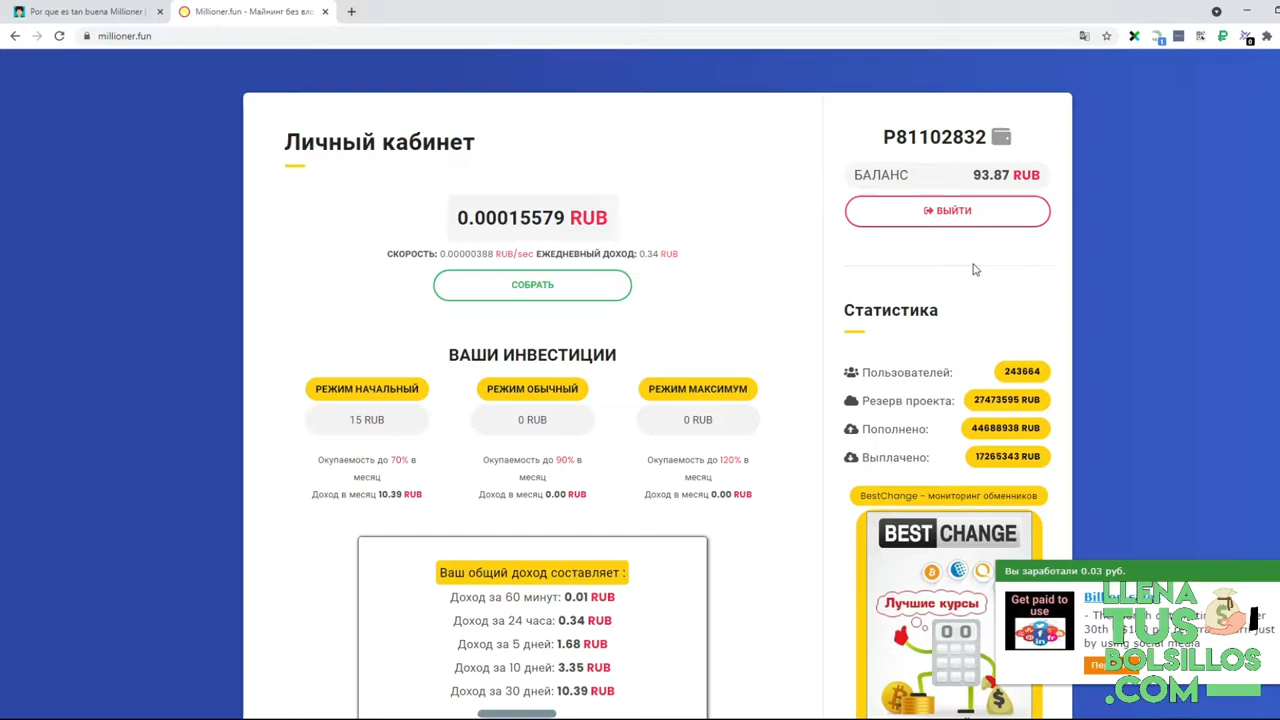 Por que es tan buena Millioner |
Millioner.fun - Майнинг без вло
millioner.fun
1
0
Личный кабинет
0.00015579 RUB
СКОРОСТЬ: 0.00000388 RUB/sec ЕЖЕДНЕВНЫЙ ДОХОД: 0.34 RUB
СОБРАТЬ
ВАШИ ИНВЕСТИЦИИ
РЕЖИМ НАЧАЛЬНЫЙ
15 RUB
Окупаемость до 70% в
месяц
Доход в месяц 10.39 RUB
РЕЖИМ ОБЫЧНЫЙ
0 RUB
Окупаемость до 90% в
месяц
Доход в месяц 0.00 RUB
РЕЖИМ МАКСИМУМ
0 RUB
Окупаемость до 120% в
месяц
Доход в месяц 0.00 RUB
Ваш общий доход составляет :
Доход за 60 минут: 0.01 RUB
Доход за 24 часа: 0.34 RUB
Доход за 5 дней: 1.68 RUB
Доход за 10 дней: 3.35 RUB
Доход за 30 дней: 10.39 RUB
P81102832
БАЛАНС 93.87 RUB
ВЫЙТИ
Статистика
Пользователей: 243664
Резерв проекта: 27473595 RUB
Пополнено: 44688938 RUB
Выплачено: 17265343 RUB
BestChange - мониторинг обменников
BEST CHANGE
Лучшие курсы
Вы заработали 0.03 руб.
Get paid to
use
by using social media
LLENA
TUS
BOLSILLOS
.COM